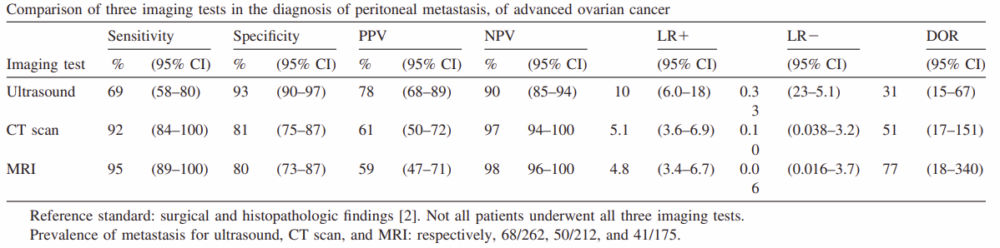 Comparison of three imaging tests in the diagnosis of peritoneal metastasis, of advanced ovarian cancer
Sensitivity Specificity PPV NPV LR+ LR− DOR
Imaging test % (95% CI) % (95% CI) % (95% CI) % (95% CI) (95% CI) (95% CI) (95% CI)
Ultrasound 69 (58–80) 93 (90–97) 78 (68–89) 90 (85–94) 10 (6.0–18) 0.3 (23–5.1) 31 (15–67)
3
CT scan 92 (84–100) 81 (75–87) 61 (50–72) 97 94–100 5.1 (3.6–6.9) 0.1 (0.038–3.2) 51 (17–151)
0
MRI 95 (89–100) 80 (73–87) 59 (47–71) 98 96–100 4.8 (3.4–6.7) 0.0 (0.016–3.7) 77 (18–340)
6
Reference standard: surgical and histopathologic findings [2]. Not all patients underwent all three imaging tests.
Prevalence of metastasis for ultrasound, CT scan, and MRI: respectively, 68/262, 50/212, and 41/175.